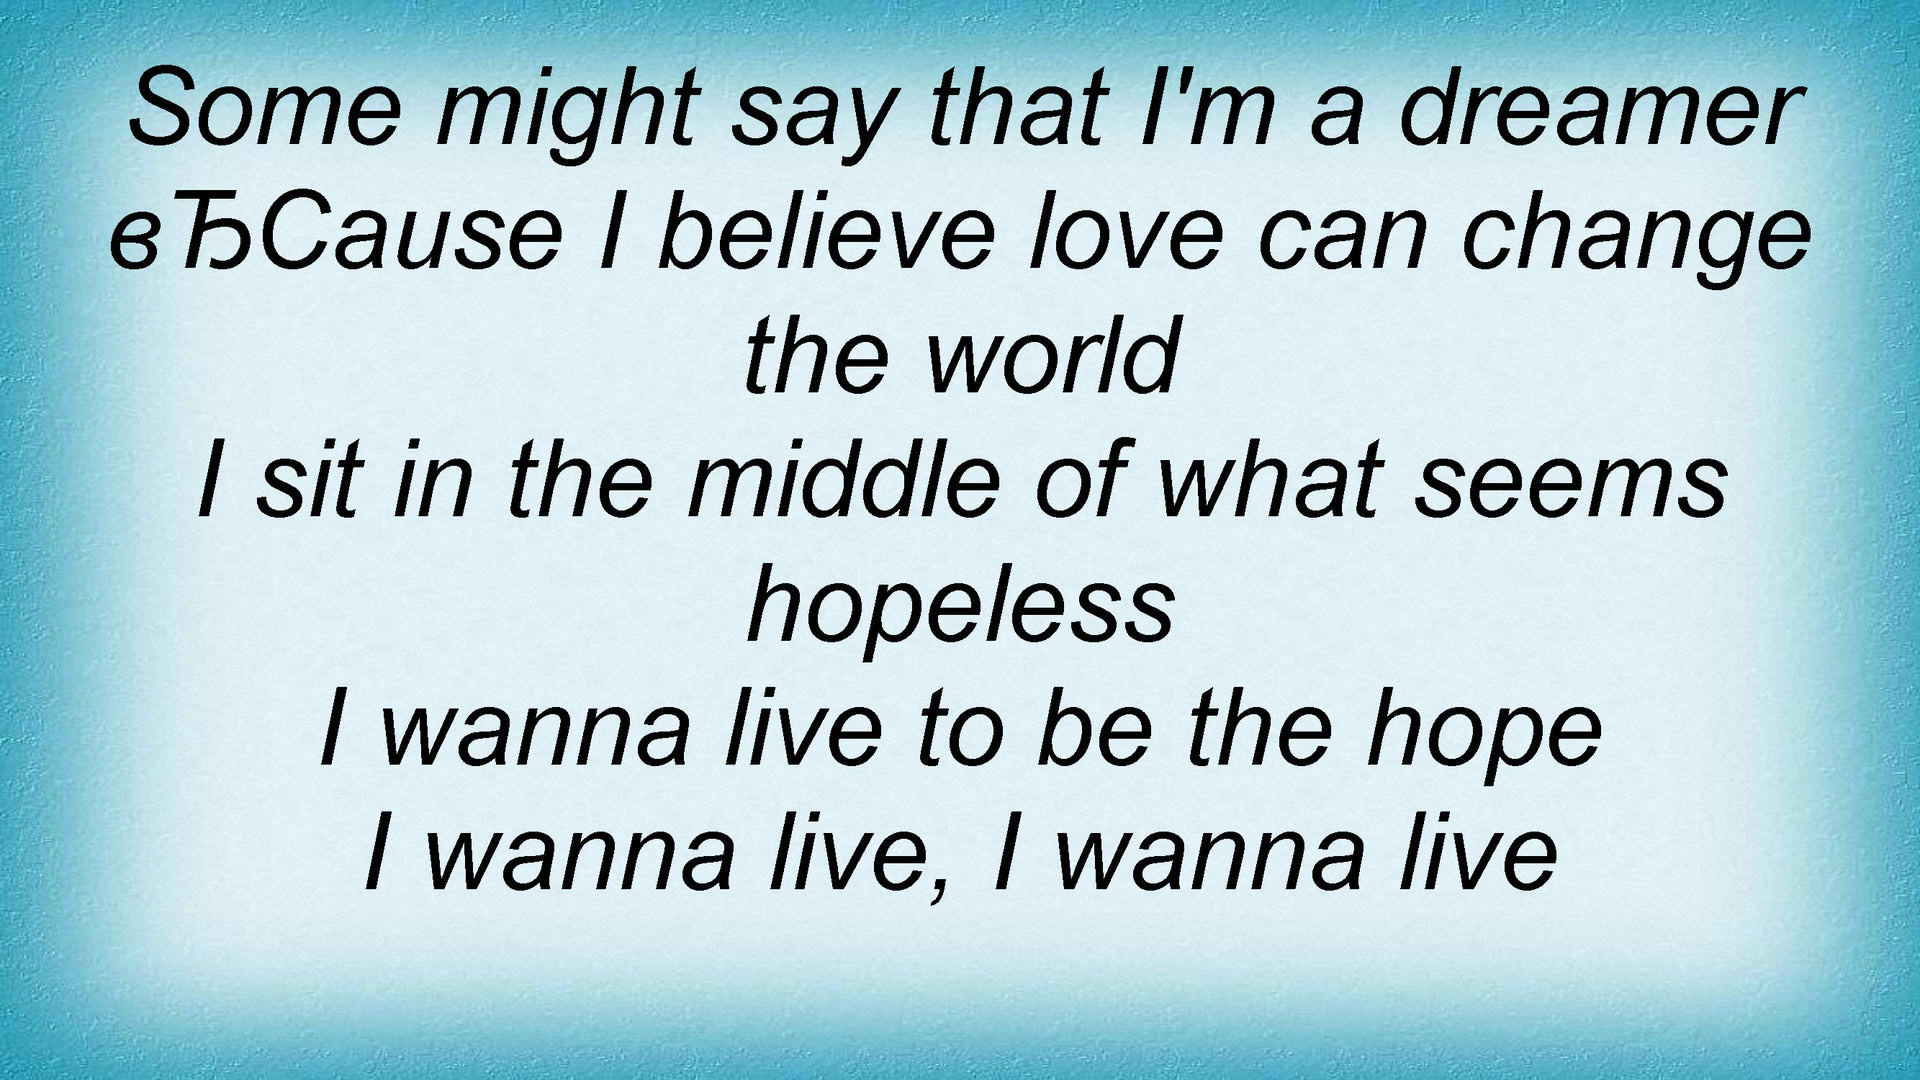 Some might say that I'm a dreamer
вЂCause I believe love can change
the world
I sit in the middle of what seems
hopeless
I wanna live to be the hope
I wanna live, I wanna live